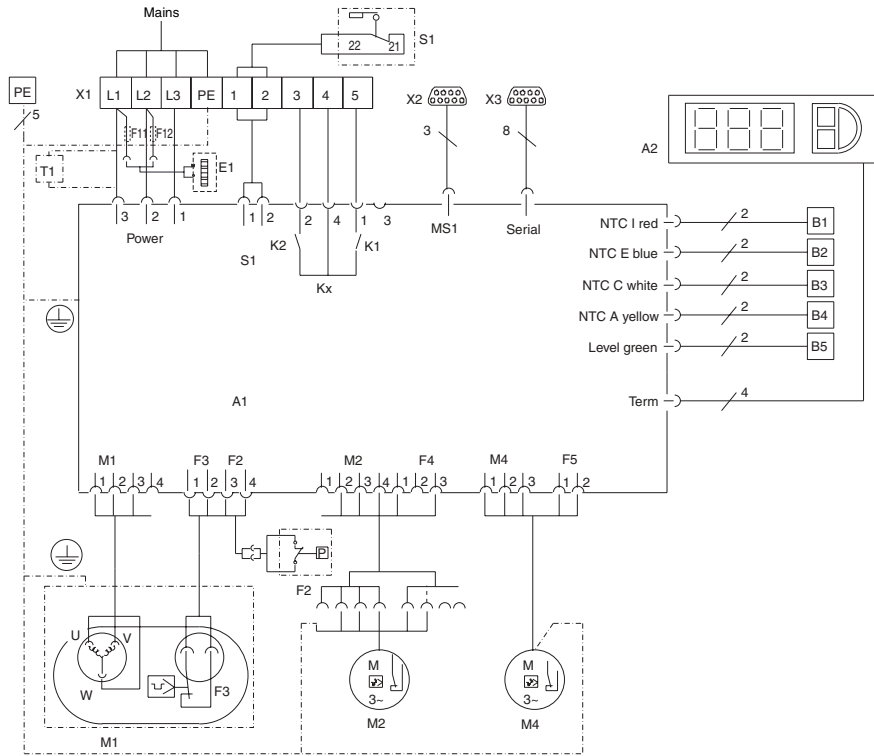 Mains
22 21 S1
PE
X1 L1 L2 L3 PE 1 2 3 4 5
X2 X3
5 3 8
F11 F12
A2
T1 E1
3 2 1 1 2 2 4 1 3
Power S1 K2 K1 MS1 Serial
Kx
NTC I red 2 B1
NTC E blue 2 B2
NTC C white 2 B3
NTC A yellow 2 B4
Level green 2 B5
A1
Term 4
M1 F3 F2 M2 F4 M4 F5
1 2 3 4 1 2 3 4 1 2 3 4 1 2 3 1 2 3 1 2
P
F2
U V
W F3
M
3~
M
3~
M1
M2
M4